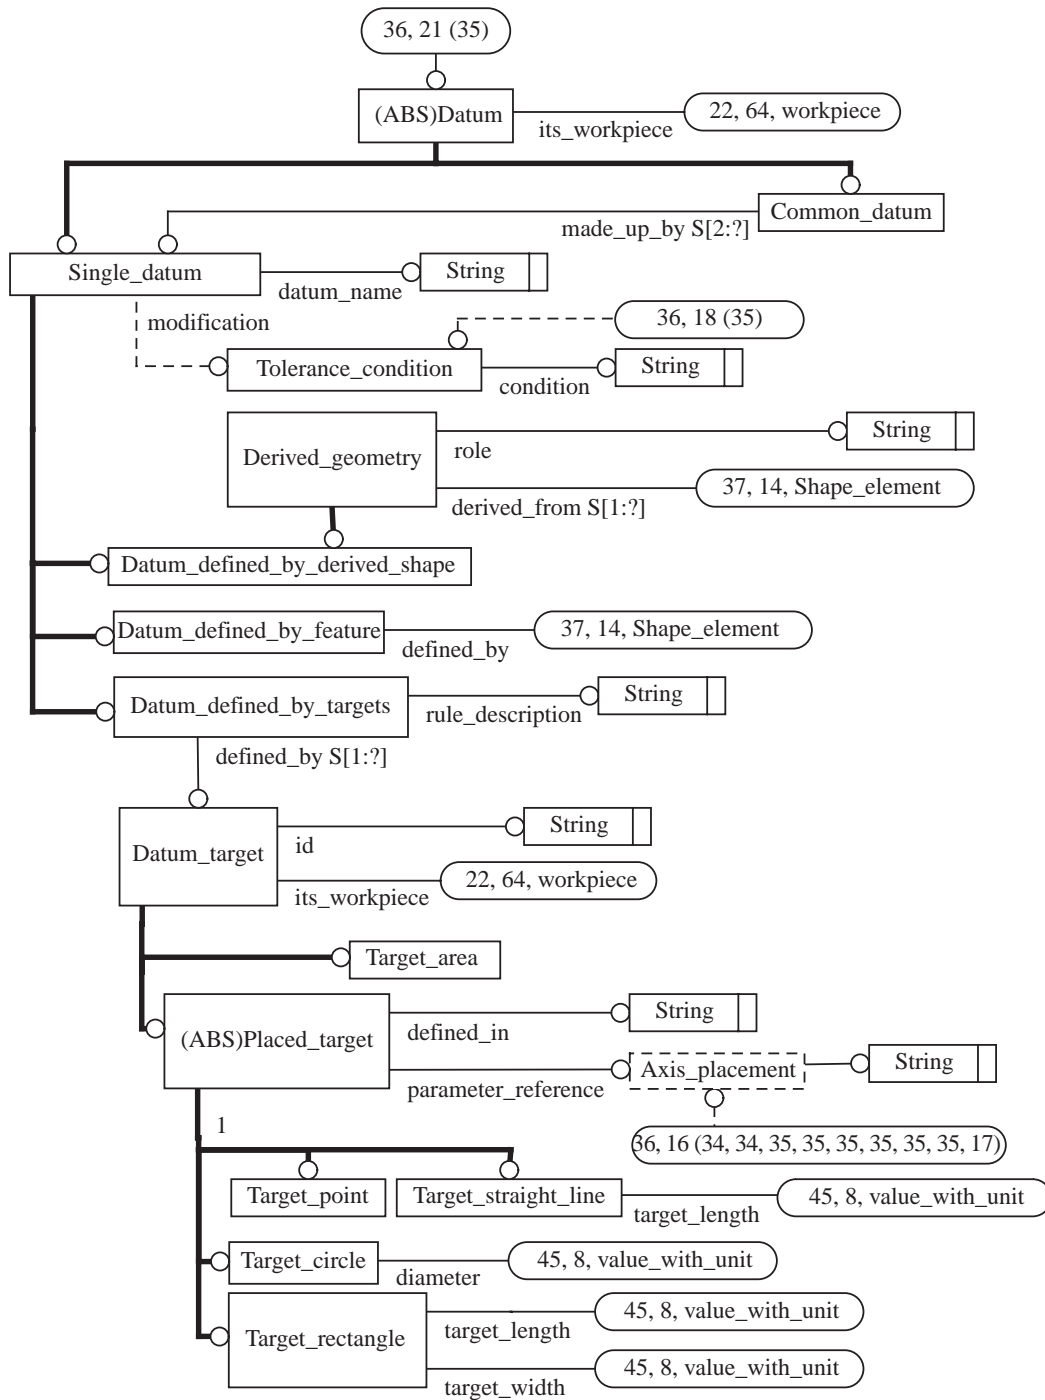 36, 21 (35)
(ABS)Datum
22, 64, workpiece
its_workpiece
Common_datum
made_up_by S[2:?]
Single_datum
String
datum_name
modification
36, 18 (35)
Tolerance_condition
String
condition
Derived_geometry
role
String
derived_from S[1:?]
37, 14, Shape_element
Datum_defined_by_derived_shape
Datum_defined_by_feature
37, 14, Shape_element
defined_by
Datum_defined_by_targets
String
rule_description
defined_by S[1:?]
Datum_target
String
id
22, 64, workpiece
its_workpiece
Target_area
(ABS)Placed_target
String
defined_in
Axis_placement
String
parameter_reference
1
36, 16 (34, 34, 35, 35, 35, 35, 35, 35, 17)
Target_point
Target_straight_line
45, 8, value_with_unit
target_length
Target_circle
45, 8, value_with_unit
diameter
Target_rectangle
45, 8, value_with_unit
target_length
45, 8, value_with_unit
target_width